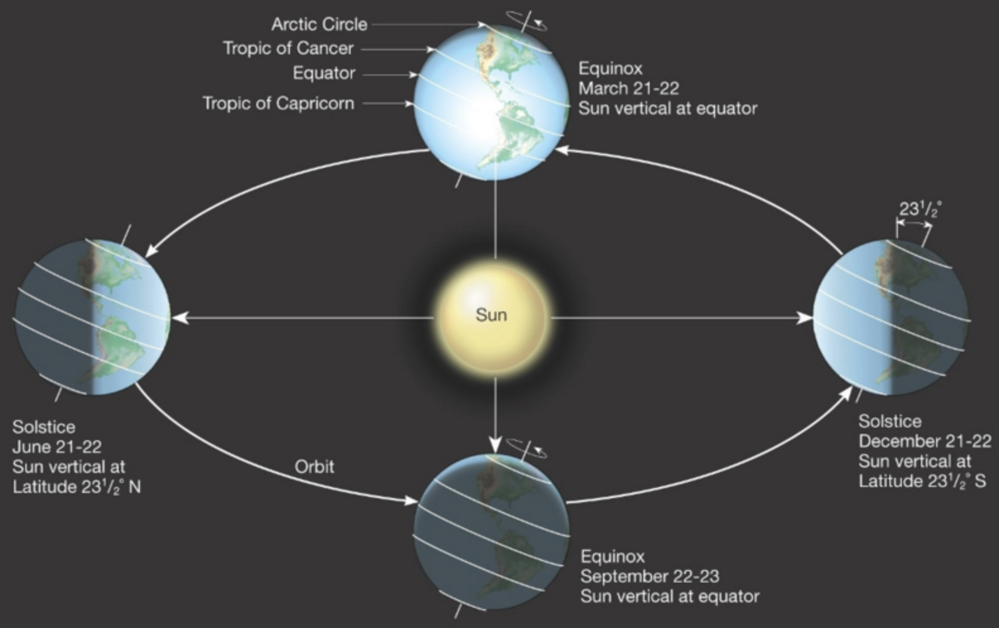 Arctic Circle
Tropic of Cancer
Equator
Tropic of Capricorn
Equinox
March 21-22
Sun vertical at equator
23¹/₂°
Sun
Solstice
June 21-22
Sun vertical at
Latitude 23¹/₂° N
Orbit
Solstice
December 21-22
Sun vertical at
Latitude 23¹/₂° S
Equinox
September 22-23
Sun vertical at equator